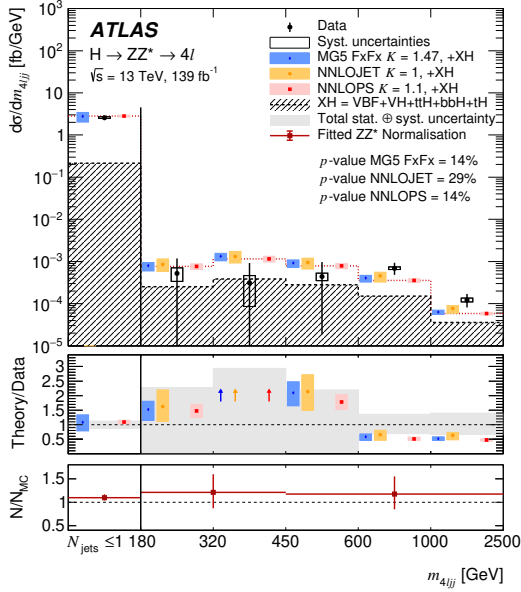 ATLAS
H → ZZ* → 4l
√s = 13 TeV, 139 fb⁻¹
Data
Syst. uncertainties
MG5 FxFx K = 1.47, +XH
NNLOJET K = 1, +XH
NNLOPS K = 1.1, +XH
XH = VBF+VH+ttH+bbH+tH
Total stat. ⊕ syst. uncertainty
Fitted ZZ* Normalisation
p-value MG5 FxFx = 14%
p-value NNLOJET = 29%
p-value NNLOPS = 14%
dσ/dm₄ljj [fb/GeV]
10³
10²
10
1
10⁻¹
10⁻²
10⁻³
10⁻⁴
10⁻⁵
Theory/Data
3
2.5
2
1.5
1
0.5
N/N_MC
1.5
1
0.5
N_jets ≤1 180 320 450 600 1000 2500
m₄ljj [GeV]